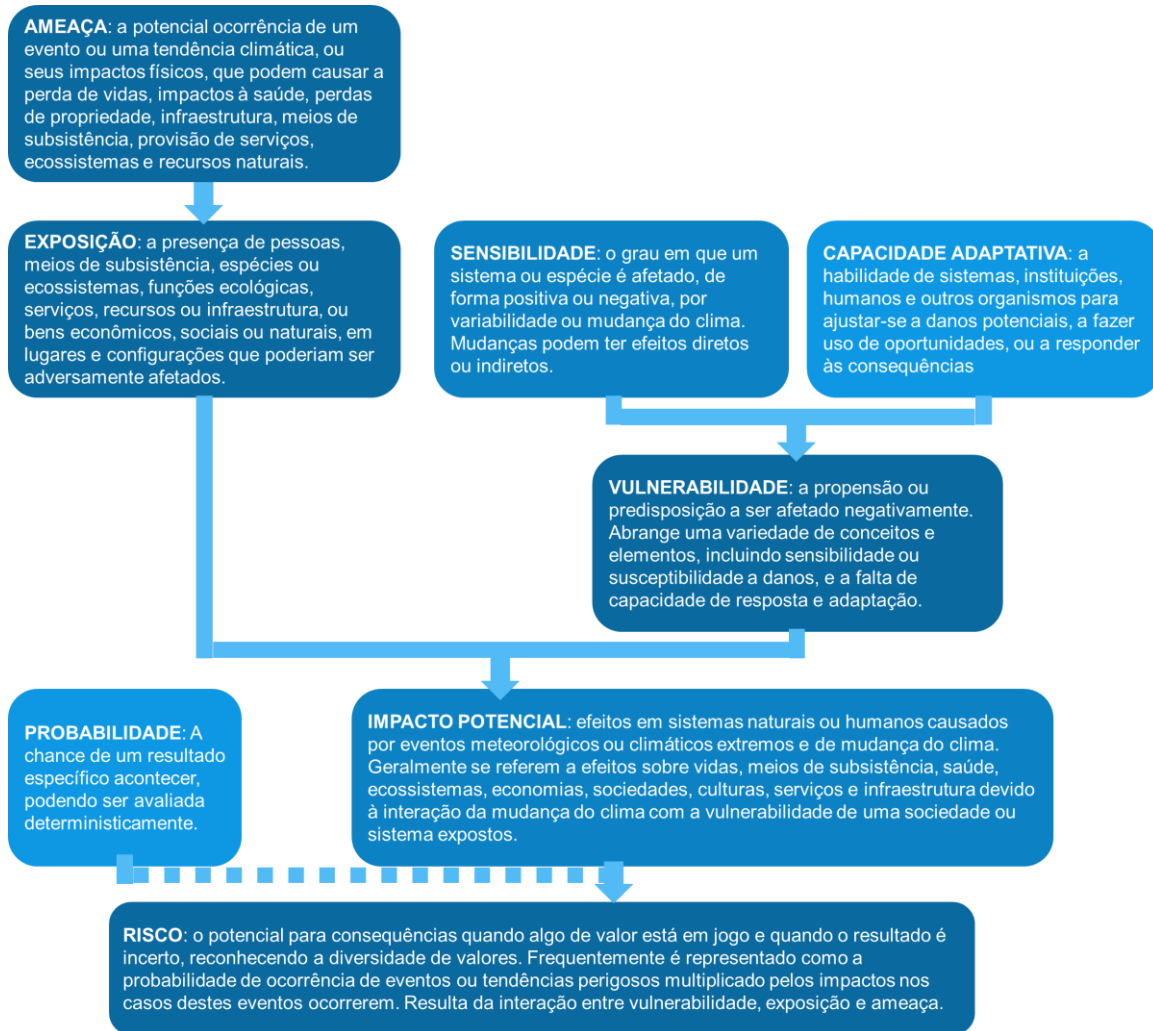 AMEAÇA: a potencial ocorrência de um
evento ou uma tendência climática, ou
seus impactos físicos, que podem causar a
perda de vidas, impactos à saúde, perdas
de propriedade, infraestrutura, meios de
subsistência, provisão de serviços,
ecossistemas e recursos naturais.
EXPOSIÇÃO: a presença de pessoas,
meios de subsistência, espécies ou
ecossistemas, funções ecológicas,
serviços, recursos ou infraestrutura, ou
bens econômicos, sociais ou naturais, em
lugares e configurações que poderiam ser
adversamente afetados.
SENSIBILIDADE: o grau em que um
sistema ou espécie é afetado, de
forma positiva ou negativa, por
variabilidade ou mudança do clima.
Mudanças podem ter efeitos diretos
ou indiretos.
CAPACIDADE ADAPTATIVA: a
habilidade de sistemas, instituições,
humanos e outros organismos para
ajustar-se a danos potenciais, a fazer
uso de oportunidades, ou a responder
às consequências
VULNERABILIDADE: a propensão ou
predisposição a ser afetado negativamente.
Abrange uma variedade de conceitos e
elementos, incluindo sensibilidade ou
susceptibilidade a danos, e a falta de
capacidade de resposta e adaptação.
PROBABILIDADE: A
chance de um resultado
específico acontecer,
podendo ser avaliada
deterministicamente.
IMPACTO POTENCIAL: efeitos em sistemas naturais ou humanos causados
por eventos meteorológicos ou climáticos extremos e de mudança do clima.
Geralmente se referem a efeitos sobre vidas, meios de subsistência, saúde,
ecossistemas, economias, sociedades, culturas, serviços e infraestrutura devido
à interação da mudança do clima com a vulnerabilidade de uma sociedade ou
sistema expostos.
RISCO: o potencial para consequências quando algo de valor está em jogo e quando o resultado é
incerto, reconhecendo a diversidade de valores. Frequentemente é representado como a
probabilidade de ocorrência de eventos ou tendências perigosos multiplicado pelos impactos nos
casos destes eventos ocorrerem. Resulta da interação entre vulnerabilidade, exposição e ameaça.